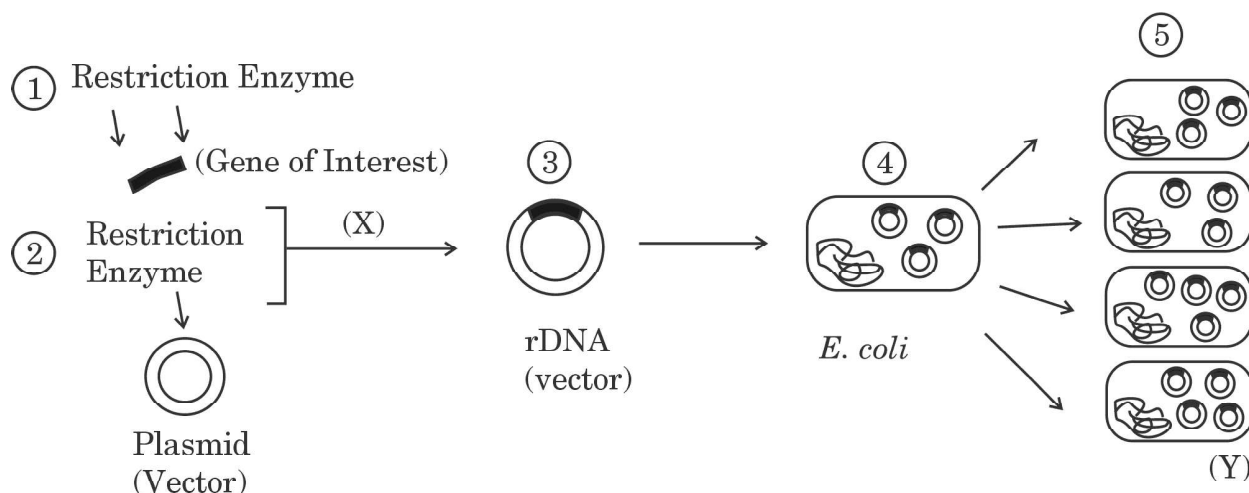 ① Restriction Enzyme
(Gene of Interest)
② Restriction
Enzyme
Plasmid
(Vector)
(X)
③
rDNA
(vector)
④
E. coli
⑤
(Y)